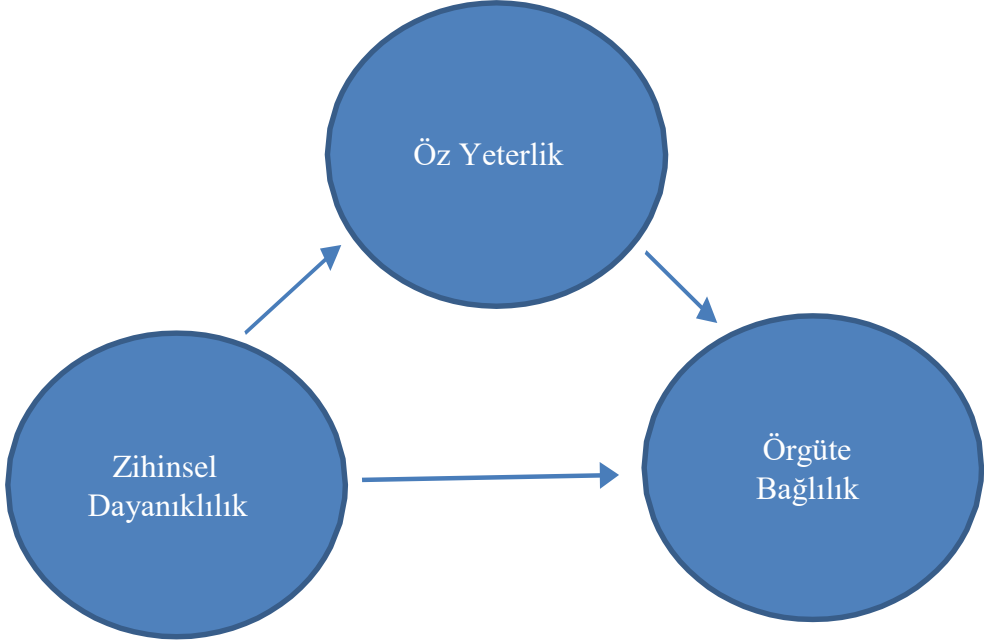 Öz Yeterlik
Zihinsel
Dayanıklılık
Örgüte
Bağlılık